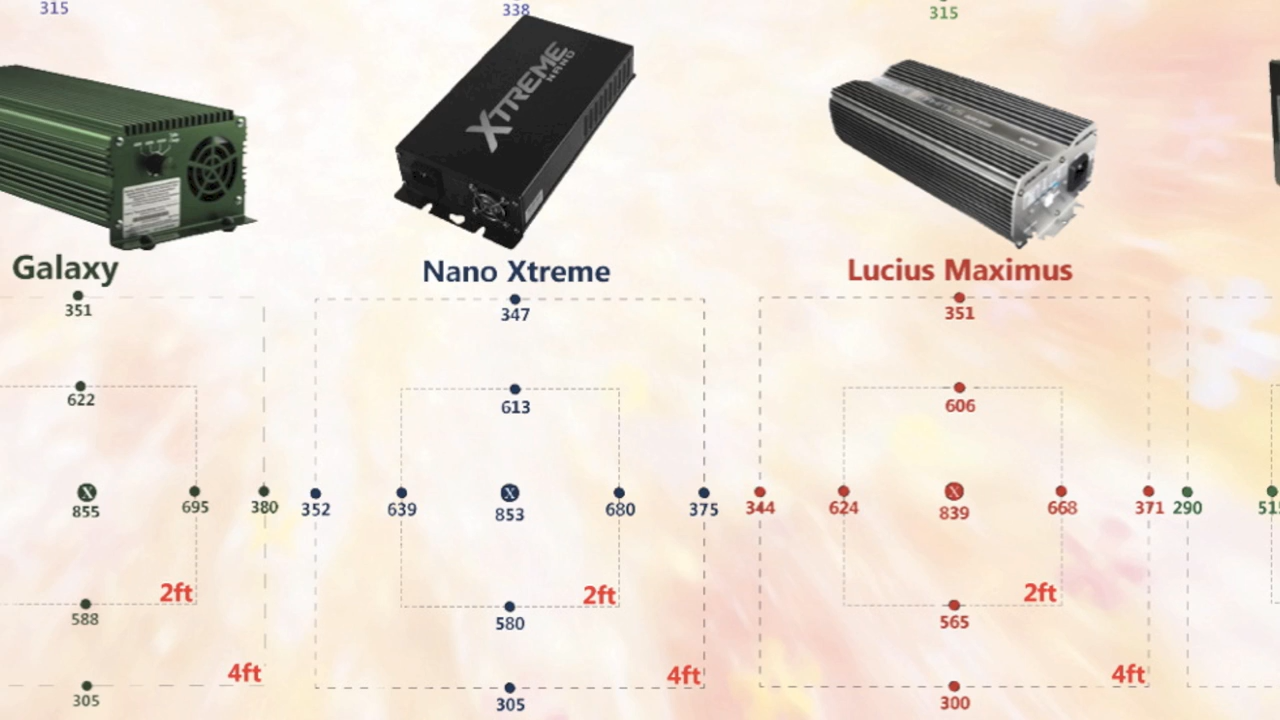 315
338
315
XTREME
NANO
Galaxy
Nano Xtreme
Lucius Maximus
351
347
351
622
613
606
X
X
X
855
695
380
352
639
853
680
375
344
624
839
668
371
290
2ft
2ft
2ft
588
580
565
4ft
4ft
4ft
305
305
300